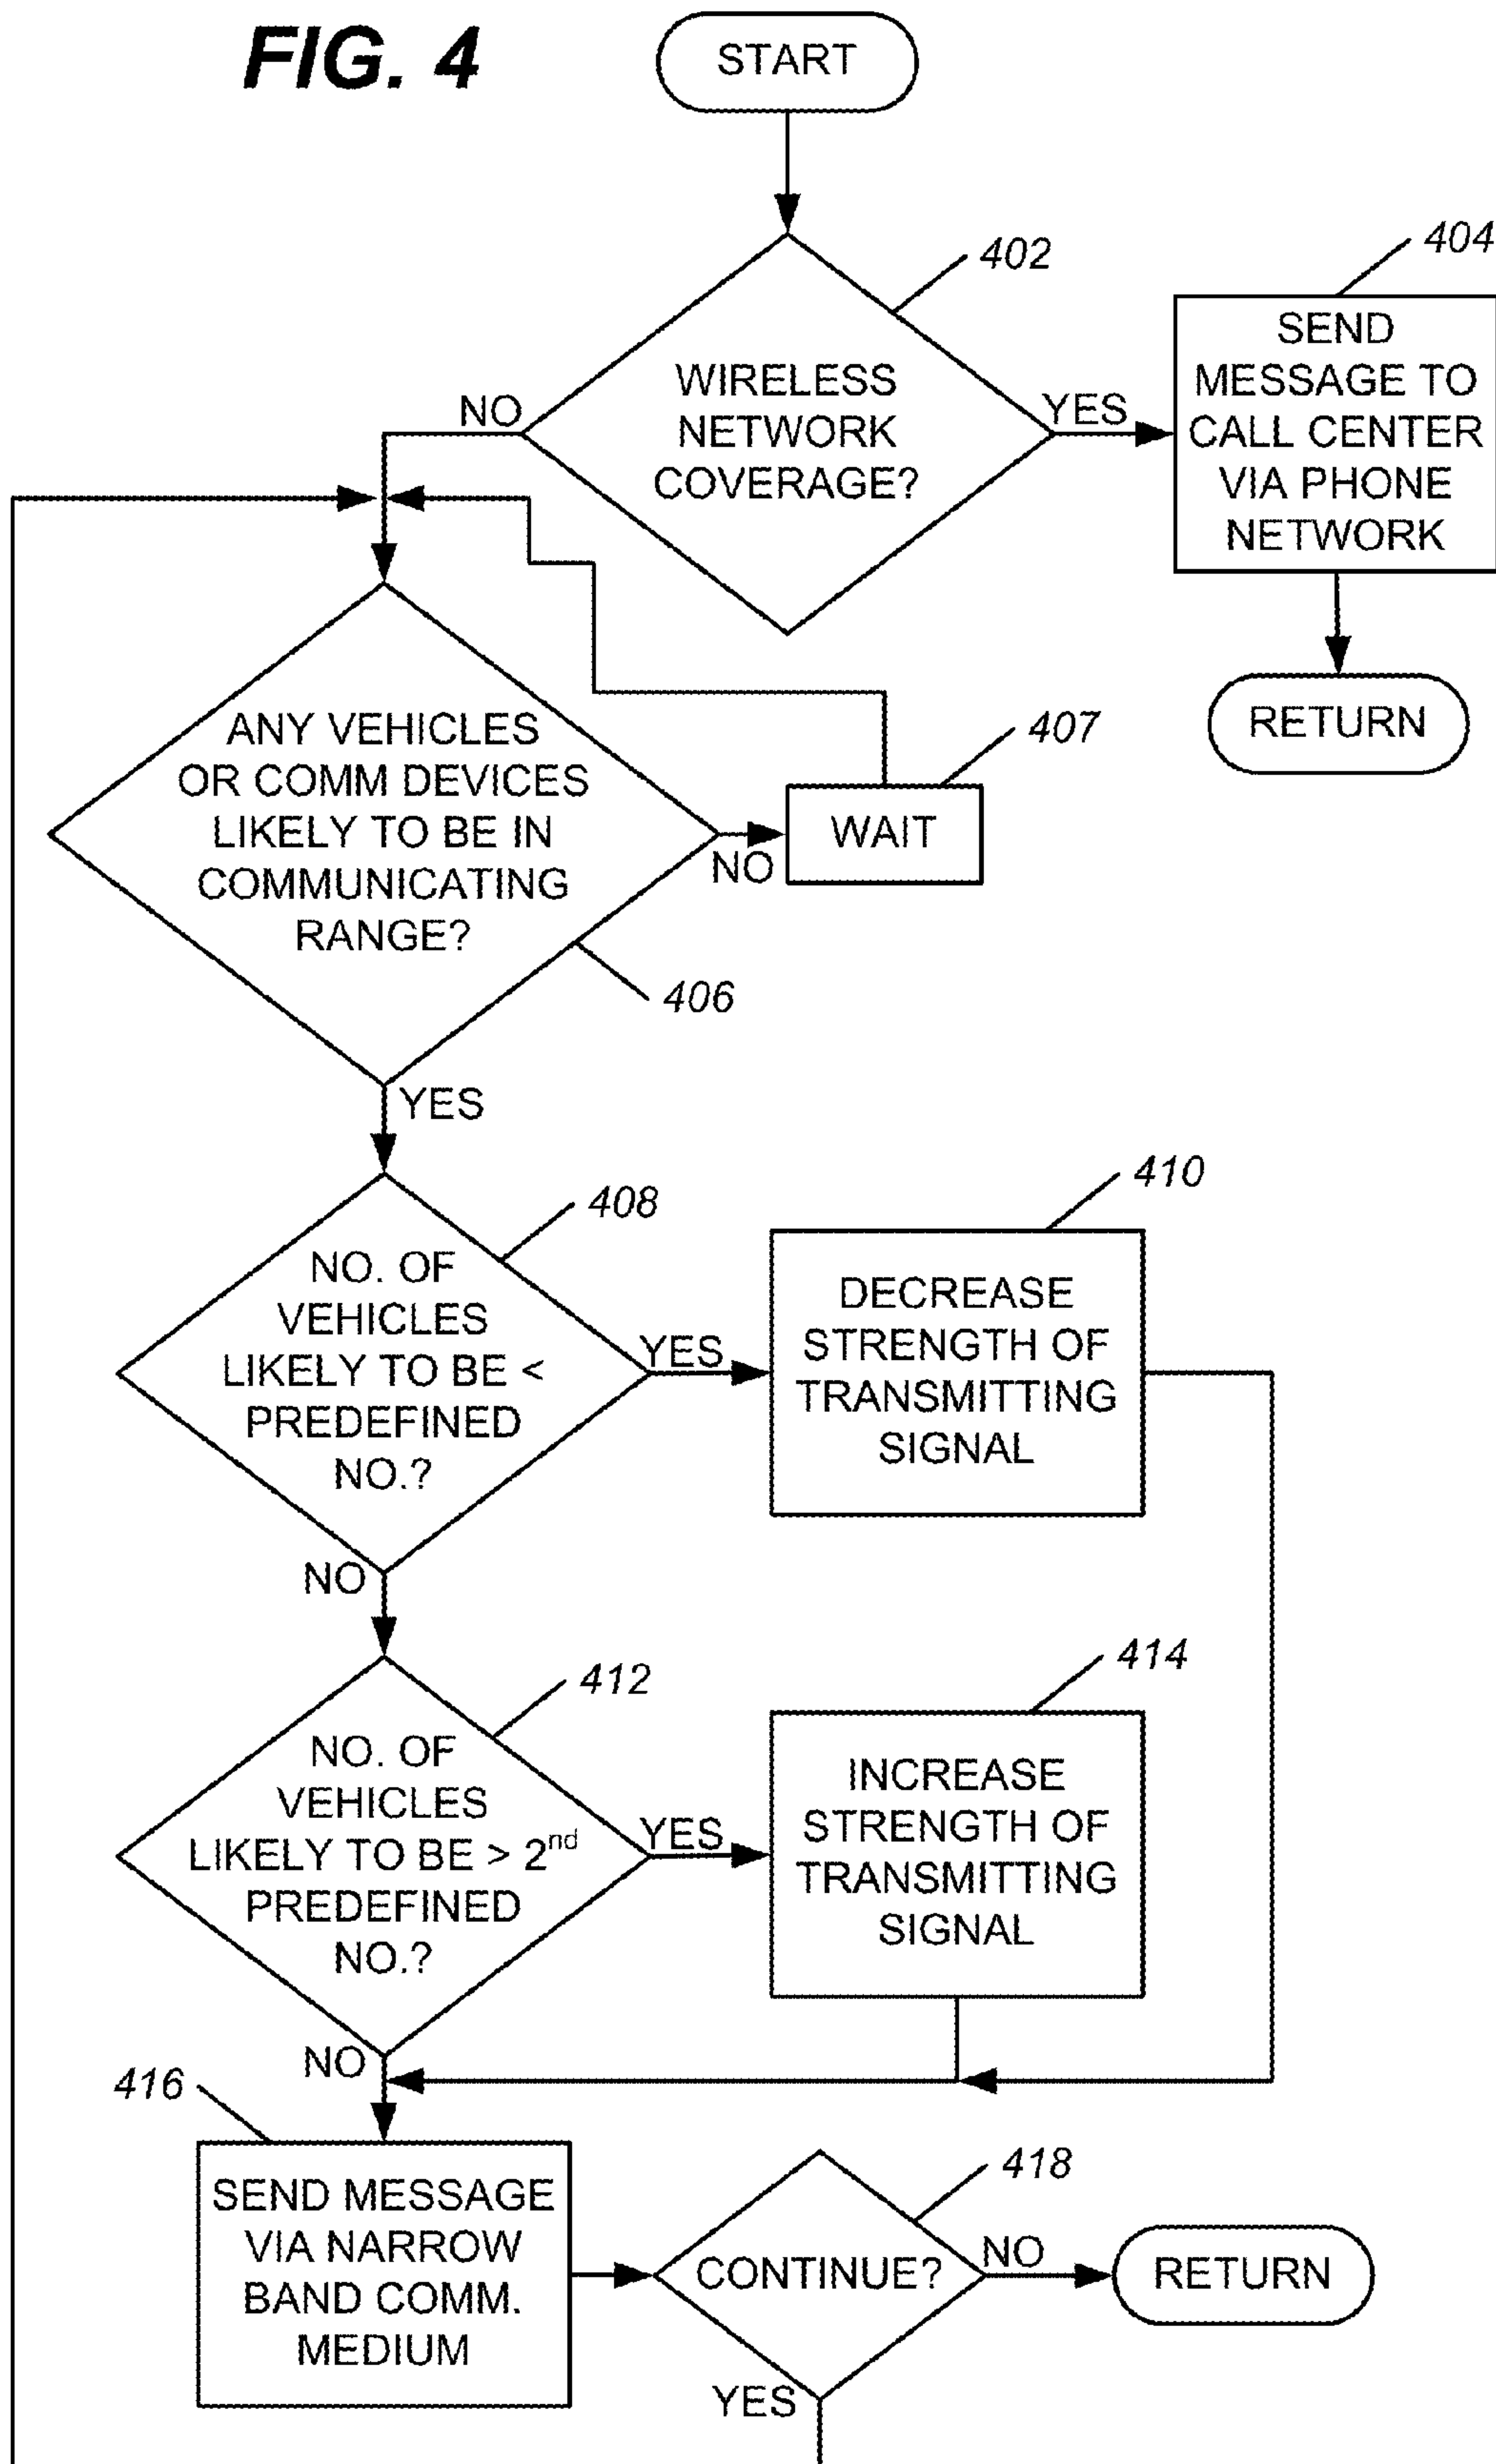 FIG. 4
START
402
404
WIRELESS
NETWORK
COVERAGE?
NO
YES
SEND
MESSAGE TO
CALL CENTER
VIA PHONE
NETWORK
RETURN
ANY VEHICLES
OR COMM DEVICES
LIKELY TO BE IN
COMMUNICATING
RANGE?
407
WAIT
NO
406
YES
408
NO. OF
VEHICLES
LIKELY TO BE <
PREDEFINED
NO.?
YES
410
DECREASE
STRENGTH OF
TRANSMITTING
SIGNAL
NO
412
NO. OF
VEHICLES
LIKELY TO BE > 2nd
PREDEFINED
NO.?
YES
414
INCREASE
STRENGTH OF
TRANSMITTING
SIGNAL
NO
416
SEND MESSAGE
VIA NARROW
BAND COMM.
MEDIUM
418
CONTINUE?
NO
RETURN
YES